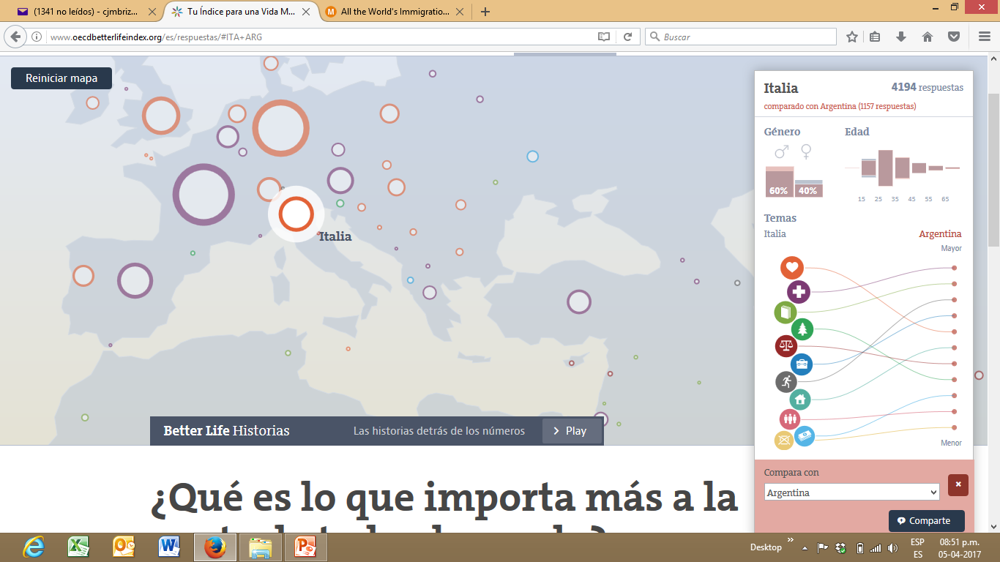 (1341 no leídos) - cjmbriz...
Tu Índice para una Vida M...
All the World's Immigratio...
www.oecdbetterlifeindex.org/es/respuestas/#ITA+ARG
Buscar
Reiniciar mapa
Italia
Italia 4194 respuestas
comparado con Argentina (1157 respuestas)
Género Edad
60% 40%
15 25 35 45 55 65
Temas
Italia Argentina
Mayor
Menor
Better Life Historias Las historias detrás de los números Play
Compara con
Argentina
Comparte
¿Qué es lo que importa más a la
Desktop
ESP 08:51 p.m.
ES 05-04-2017